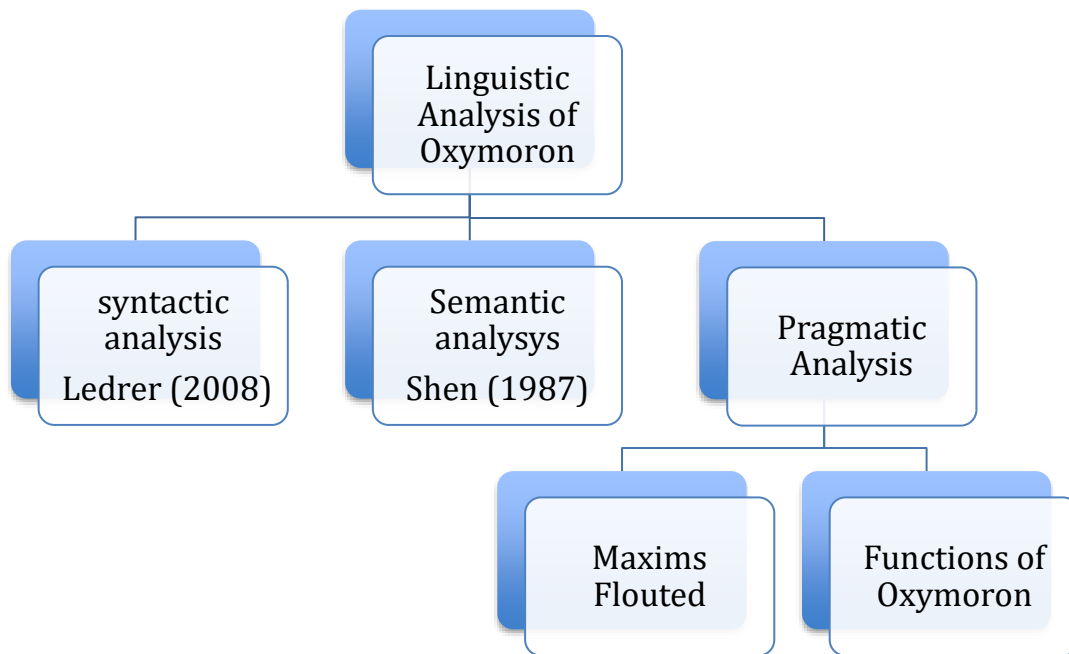 Linguistic
Analysis of
Oxymoron
syntactic
analysis
Ledrer (2008)
Semantic
analysys
Shen (1987)
Pragmatic
Analysis
Maxims
Flouted
Functions of
Oxymoron